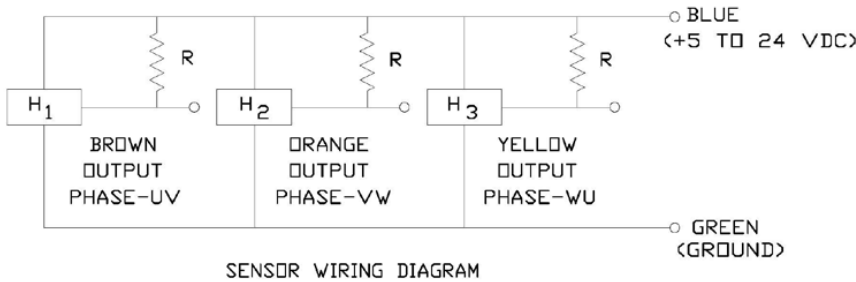 BLUE
(+5 TO 24 VDC)
R
R
R
H1
H2
H3
BROWN
OUTPUT
PHASE-UV
ORANGE
OUTPUT
PHASE-VW
YELLOW
OUTPUT
PHASE-WU
GREEN
(GROUND)
SENSOR WIRING DIAGRAM